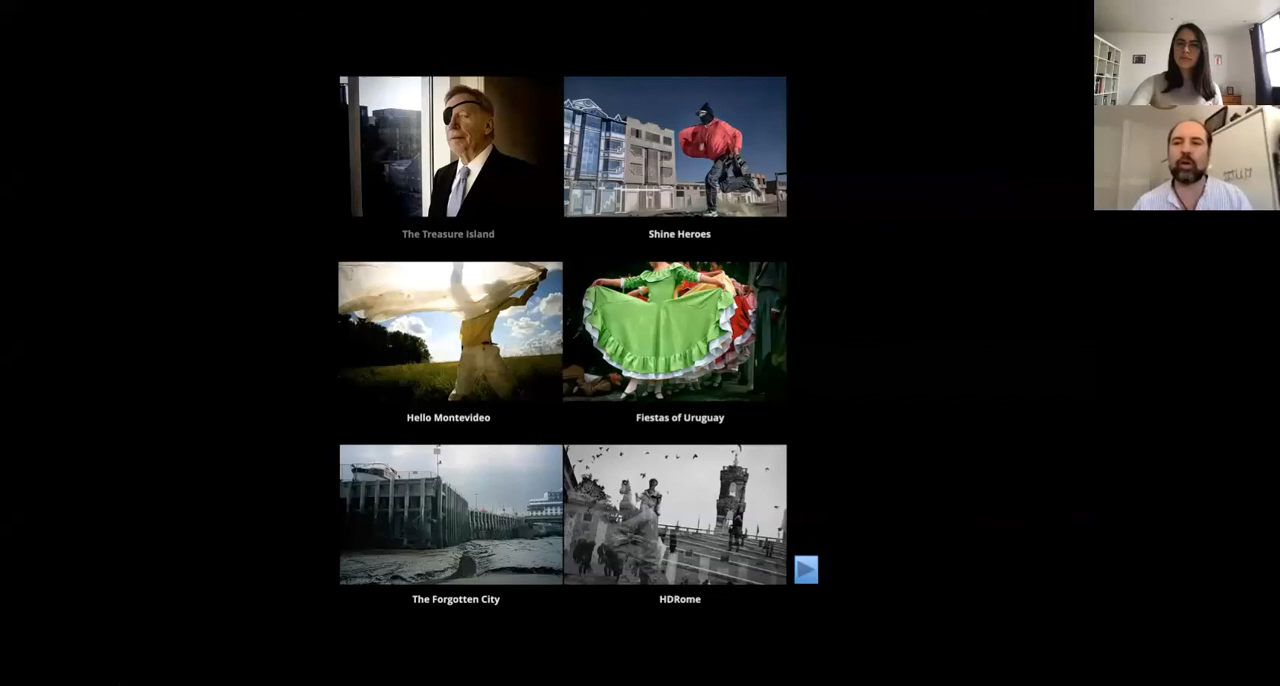 The Treasure Island
Shine Heroes
Hello Montevideo
Fiestas of Uruguay
The Forgotten City
HDRome